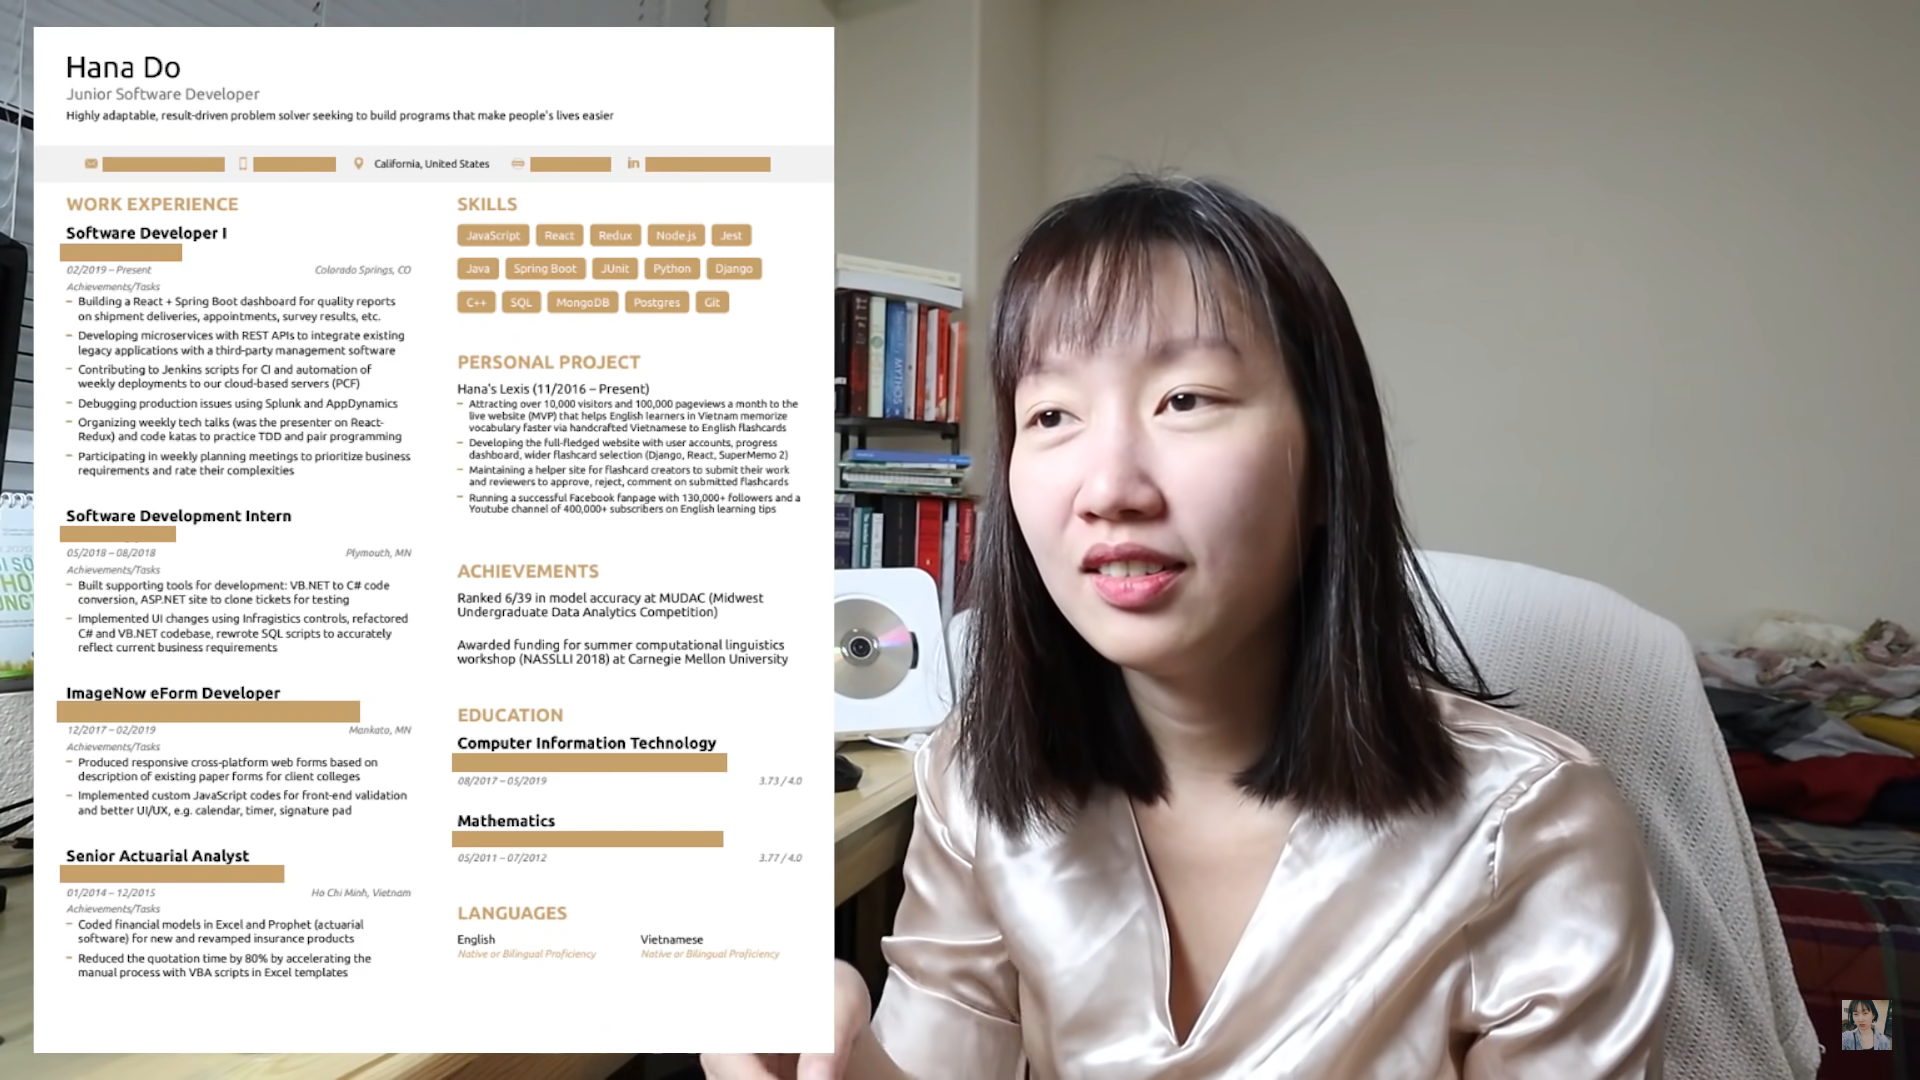 Hana Do
Junior Software Developer
Highly adaptable, result-driven problem solver seeking to build programs that make people's lives easier
California, United States
in
WORK EXPERIENCE
Software Developer I
02/2019 – Present Colorado Springs, CO
Achievements/Tasks
– Building a React + Spring Boot dashboard for quality reports
on shipment deliveries, appointments, survey results, etc.
– Developing microservices with REST APIs to integrate existing
legacy applications with a third-party management software
– Contributing to Jenkins scripts for CI and automation of
weekly deployments to our cloud-based servers (PCF)
– Debugging production issues using Splunk and AppDynamics
– Organizing weekly tech talks (was the presenter on React-
Redux) and code katas to practice TDD and pair programming
– Participating in weekly planning meetings to prioritize business
requirements and rate their complexities
Software Development Intern
05/2018 – 08/2018 Plymouth, MN
Achievements/Tasks
– Built supporting tools for development: VB.NET to C# code
conversion, ASP.NET site to clone tickets for testing
– Implemented UI changes using Infragistics controls, refactored
C# and VB.NET codebase, rewrote SQL scripts to accurately
reflect current business requirements
ImageNow eForm Developer
12/2017 – 02/2019 Mankato, MN
Achievements/Tasks
– Produced responsive cross-platform web forms based on
description of existing paper forms for client colleges
– Implemented custom JavaScript codes for front-end validation
and better UI/UX, e.g. calendar, timer, signature pad
Senior Actuarial Analyst
01/2014 – 12/2015 Ho Chi Minh, Vietnam
Achievements/Tasks
– Coded financial models in Excel and Prophet (actuarial
software) for new and revamped insurance products
– Reduced the quotation time by 80% by accelerating the
manual process with VBA scripts in Excel templates
SKILLS
JavaScript React Redux Node.js Jest
Java Spring Boot JUnit Python Django
C++ SQL MongoDB Postgres Git
PERSONAL PROJECT
Hana's Lexis (11/2016 – Present)
– Attracting over 10,000 visitors and 100,000 pageviews a month to the
live website (MVP) that helps English learners in Vietnam memorize
vocabulary faster via handcrafted Vietnamese to English flashcards
– Developing the full-fledged website with user accounts, progress
dashboard, wider flashcard selection (Django, React, SuperMemo 2)
– Maintaining a helper site for flashcard creators to submit their work
and reviewers to approve, reject, comment on submitted flashcards
– Running a successful Facebook fanpage with 130,000+ followers and a
Youtube channel of 400,000+ subscribers on English learning tips
ACHIEVEMENTS
Ranked 6/39 in model accuracy at MUDAC (Midwest
Undergraduate Data Analytics Competition)
Awarded funding for summer computational linguistics
workshop (NASSLLI 2018) at Carnegie Mellon University
EDUCATION
Computer Information Technology
08/2017 – 05/2019 3.73 / 4.0
Mathematics
05/2011 – 07/2012 3.77 / 4.0
LANGUAGES
English Vietnamese
Native or Bilingual Proficiency Native or Bilingual Proficiency
MYTHOS